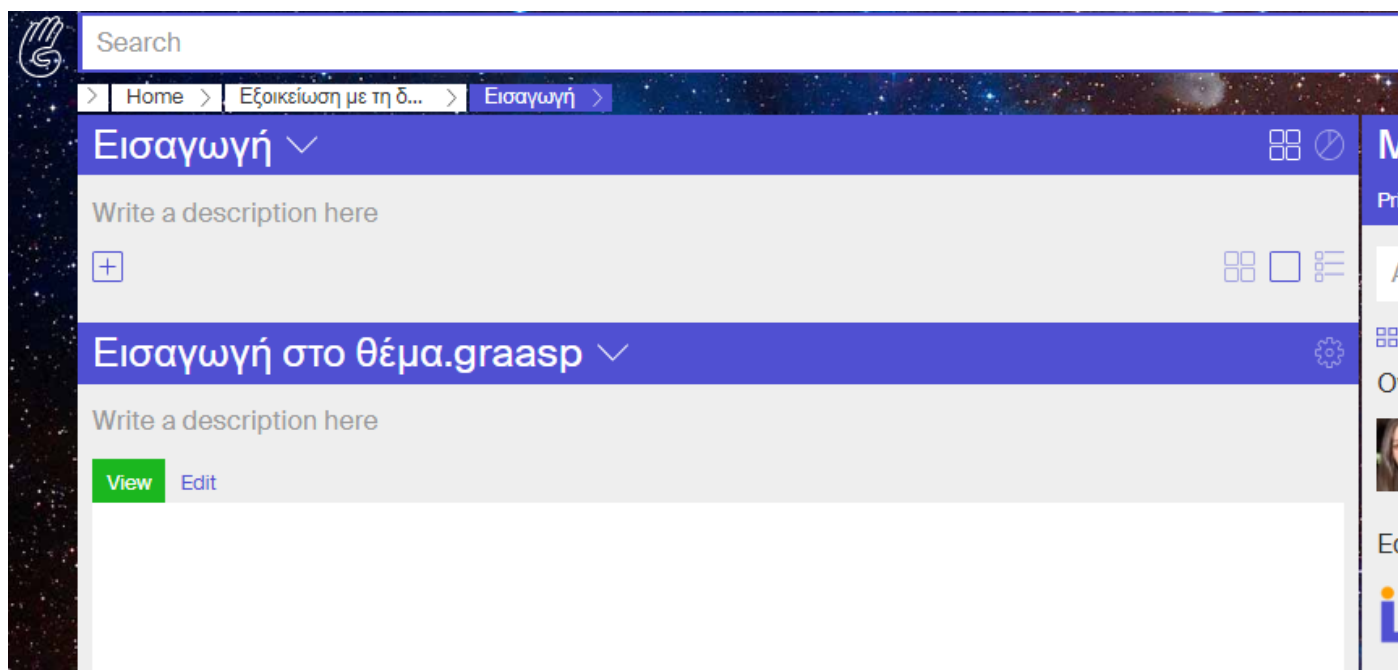 Search
Home Εξοικείωση με τη δ... Εισαγωγή
Εισαγωγή
Write a description here
Εισαγωγή στο θέμα.graasp
Write a description here
View Edit